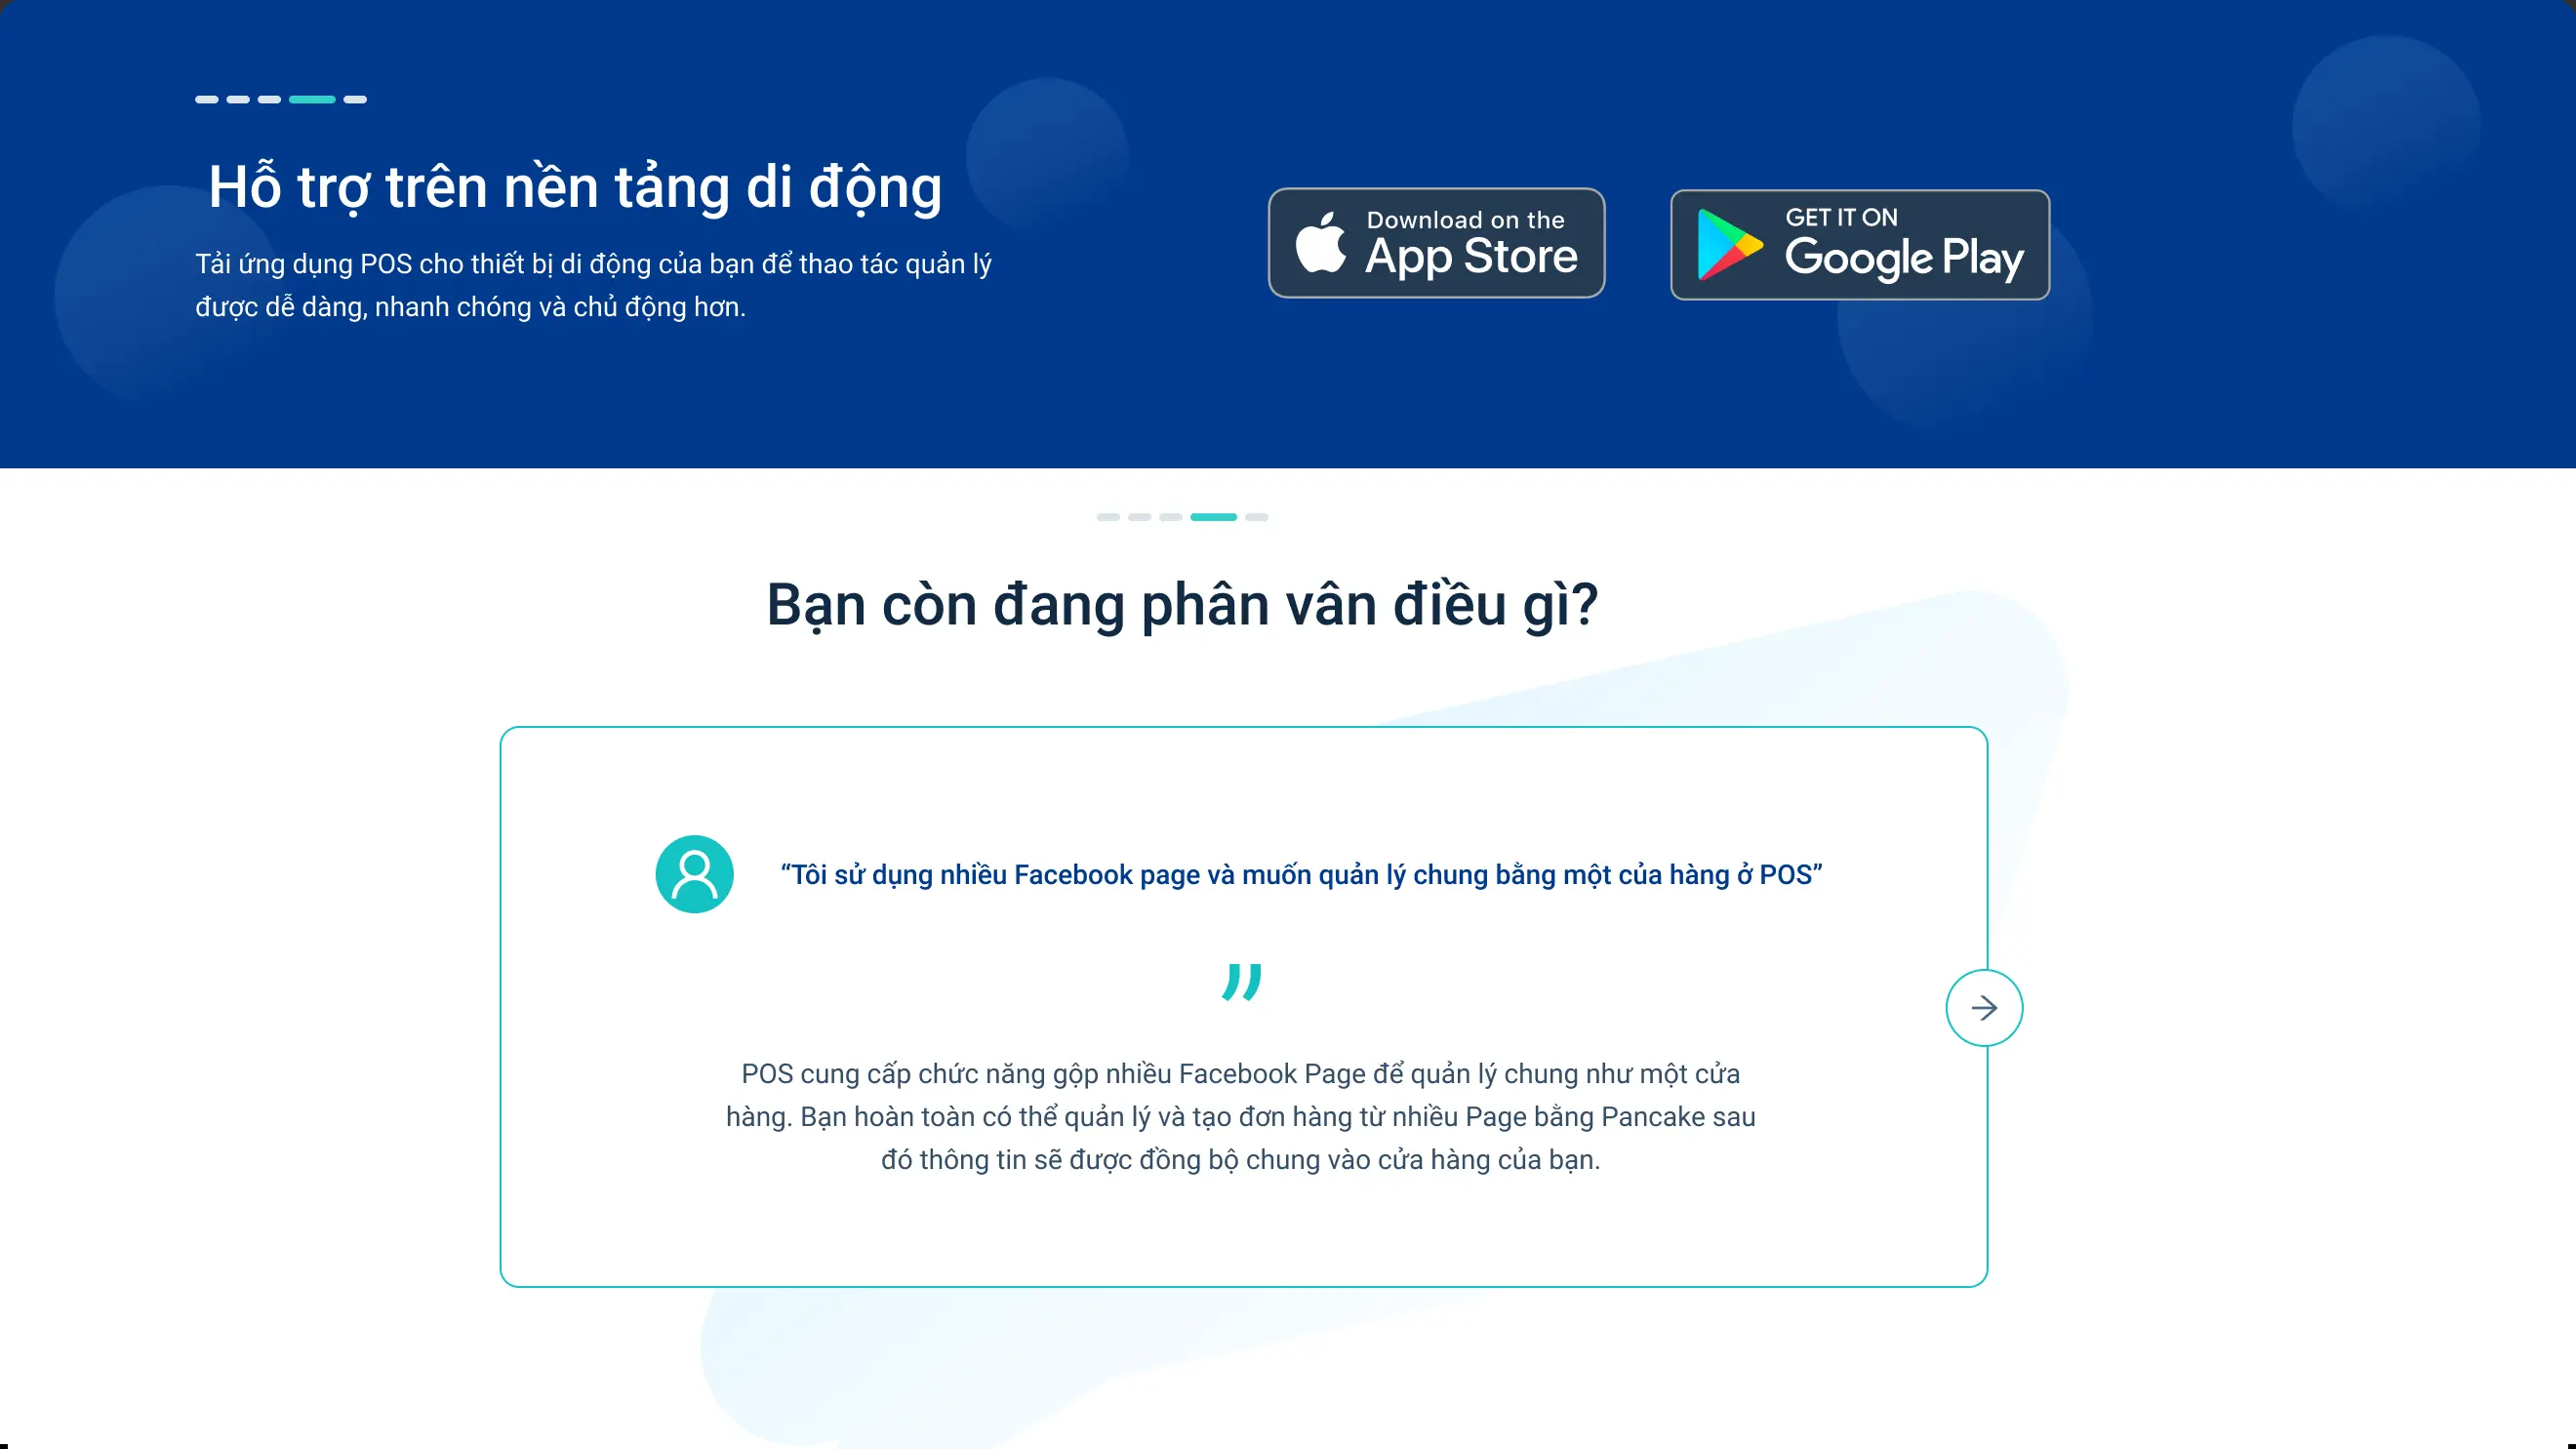 Hỗ trợ trên nền tảng di động
Tải ứng dụng POS cho thiết bị di động của bạn để thao tác quản lý
được dễ dàng, nhanh chóng và chủ động hơn.
Download on the
App Store
GET IT ON
Google Play
Bạn còn đang phân vân điều gì?
“Tôi sử dụng nhiều Facebook page và muốn quản lý chung bằng một của hàng ở POS”
”
POS cung cấp chức năng gộp nhiều Facebook Page để quản lý chung như một cửa
hàng. Bạn hoàn toàn có thể quản lý và tạo đơn hàng từ nhiều Page bằng Pancake sau
đó thông tin sẽ được đồng bộ chung vào cửa hàng của bạn.